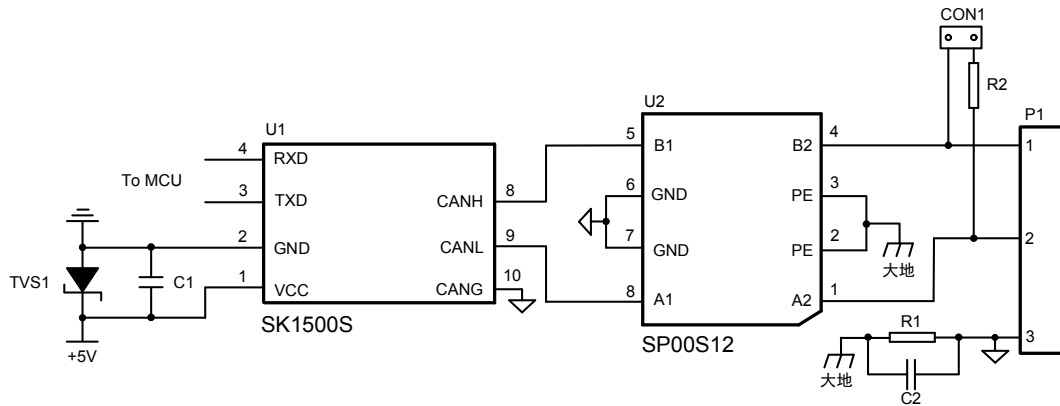 CON1
R2
U2
P1
U1
5
B1
B2
4
1
4
RXD
To MCU
3
TXD
CANH
8
6
GND
PE
3
2
GND
CANL
9
7
GND
PE
2
大地
2
TVS1
C1
1
VCC
CANG
10
8
A1
A2
1
SK1500S
SP00S12
+5V
R1
3
大地
C2